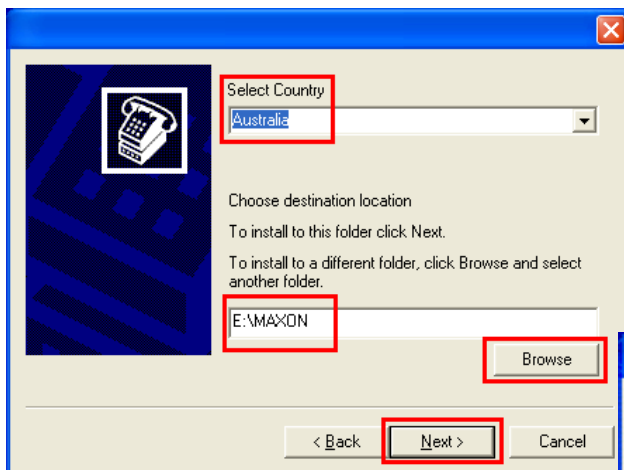 Select Country
Australia
Choose destination location
To install to this folder click Next.
To install to a different folder, click Browse and select
another folder.
E:\MAXON
Browse
< Back
Next >
Cancel